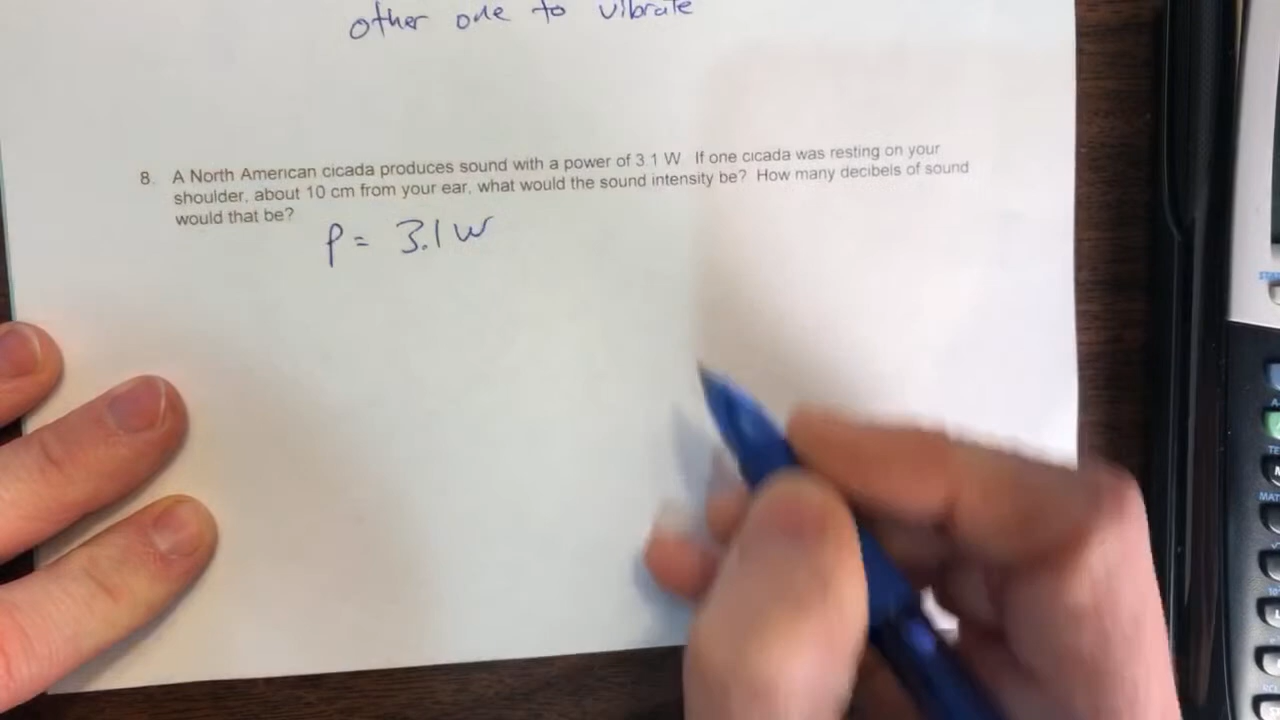 other one to vibrate
8. A North American cicada produces sound with a power of 3.1 W. If one cicada was resting on your
shoulder, about 10 cm from your ear, what would the sound intensity be? How many decibels of sound
would that be?
P = 3.1 W